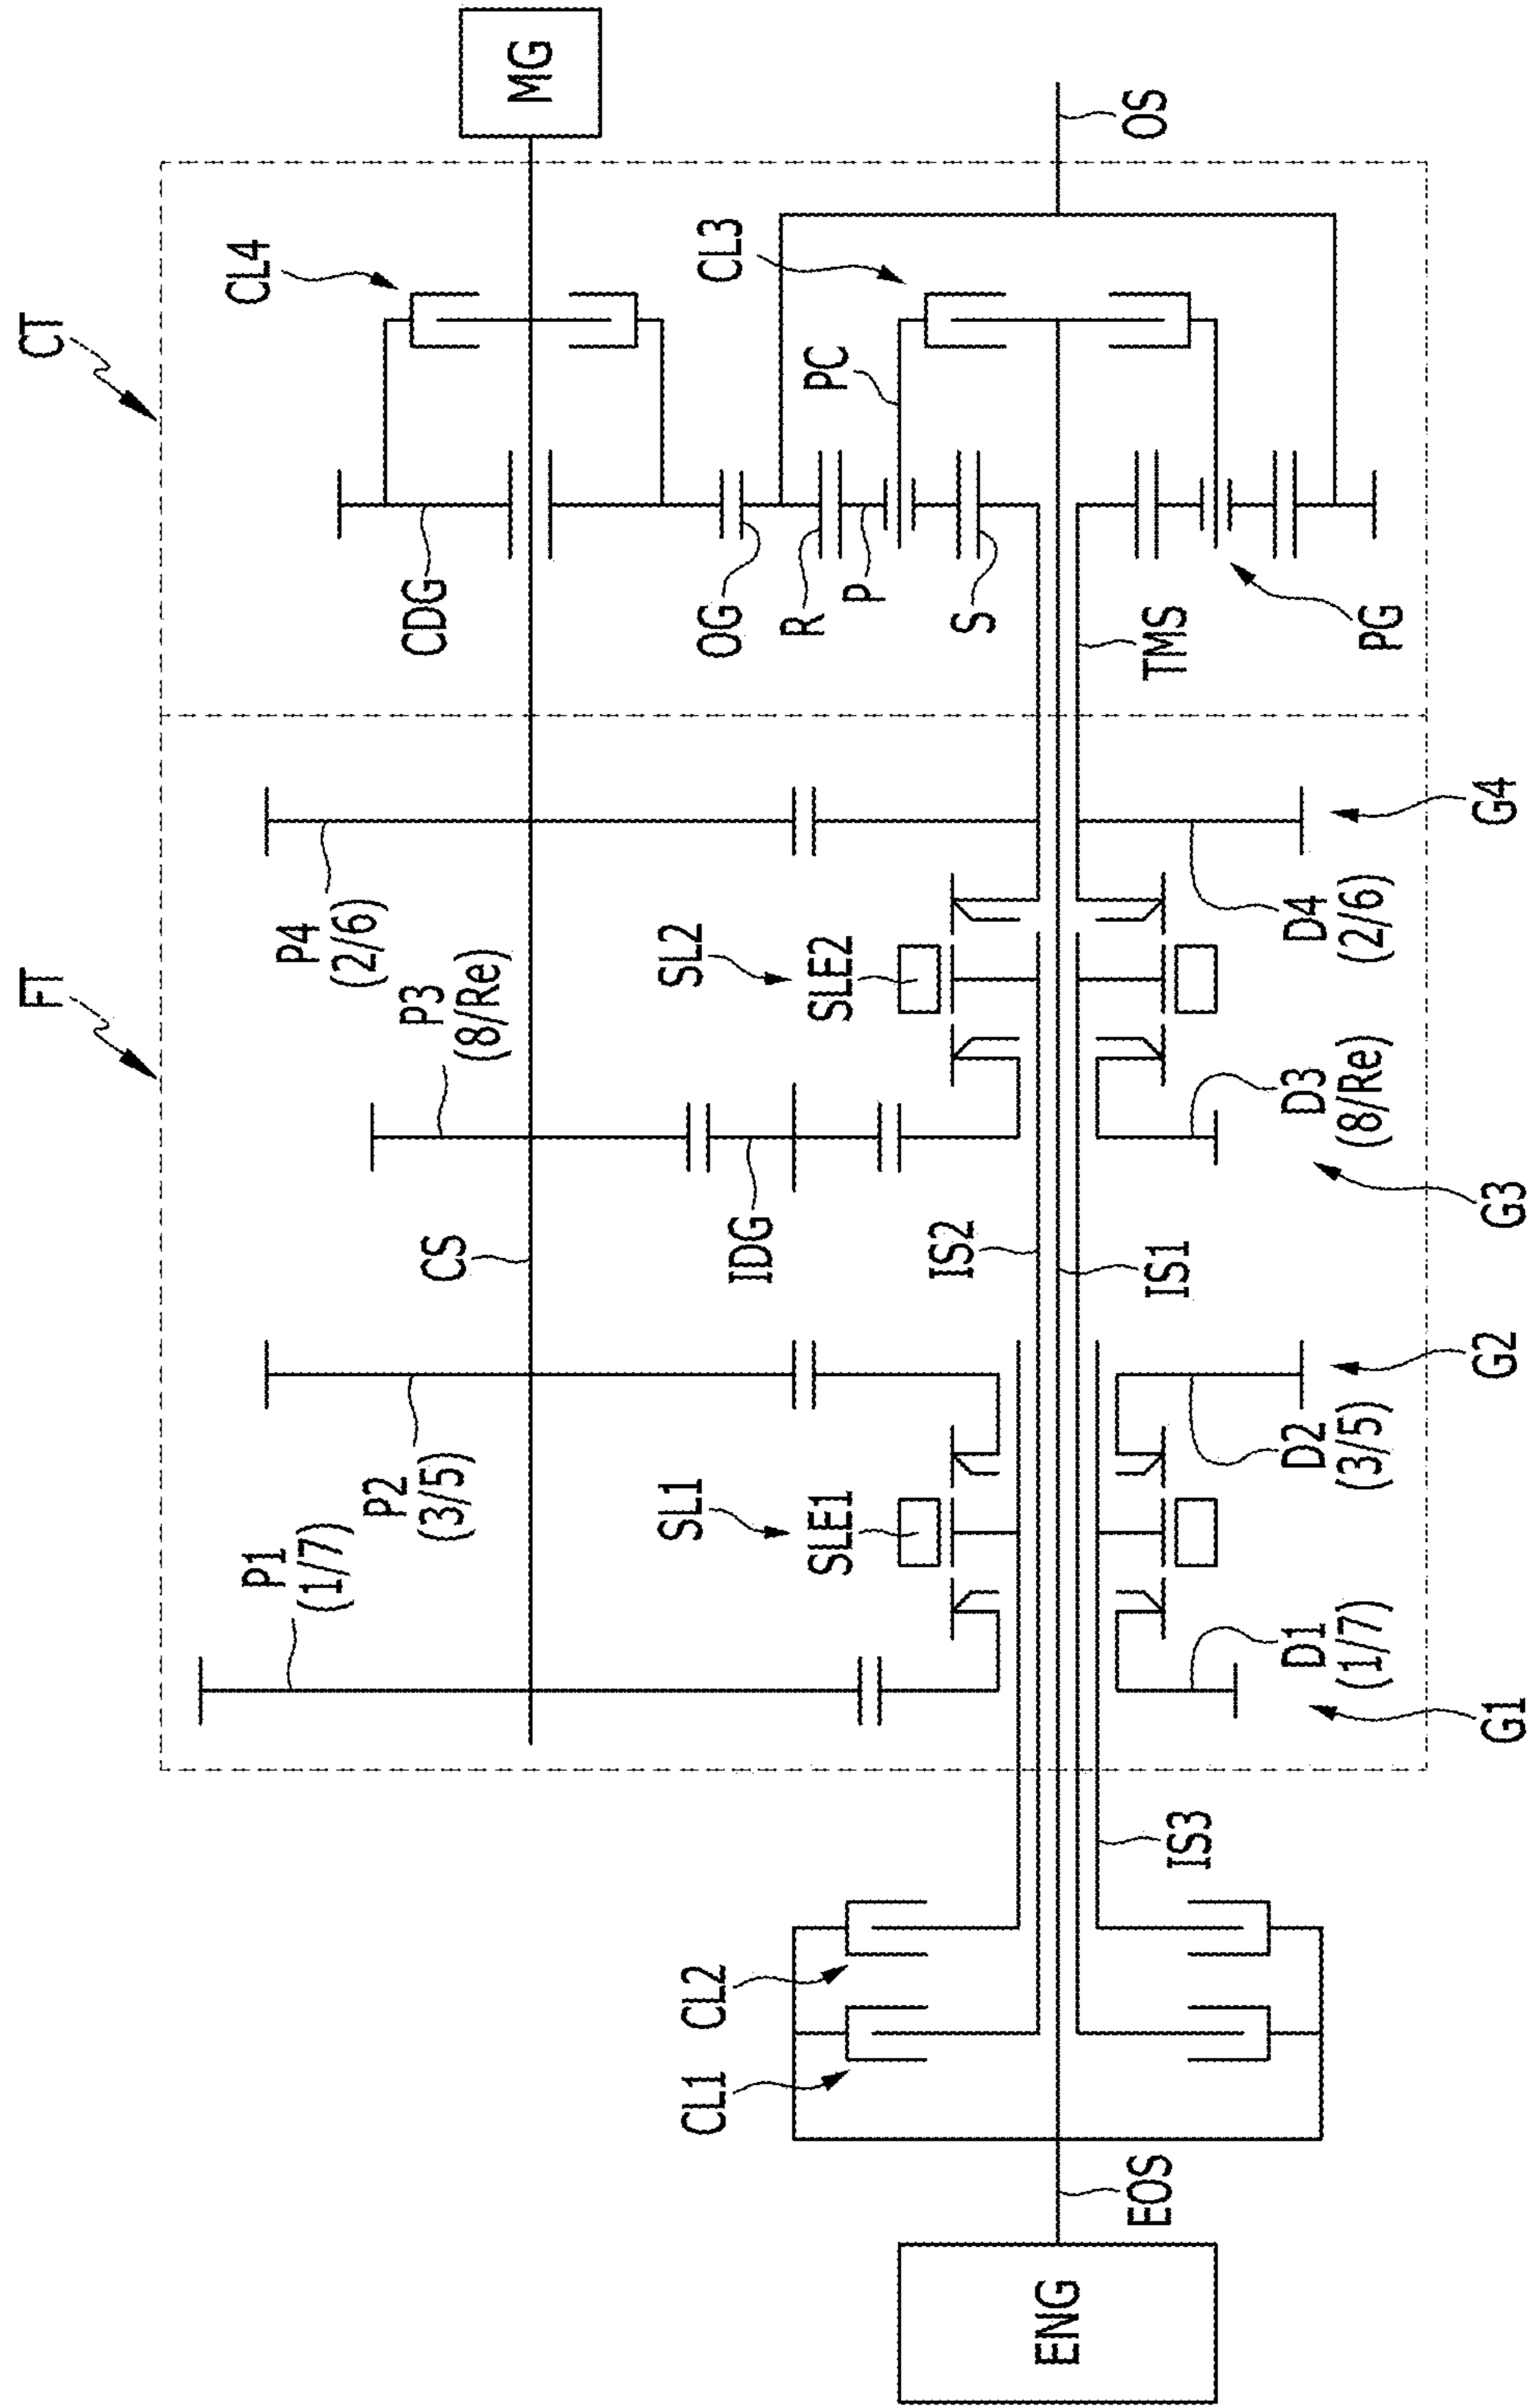 FT
CT
P1
(1/7)
P2
(3/5)
P3
(8/Re)
P4
(2/6)
CL4
MG
CS
CDG
SL1
SL2
IDG
OG
CL3
CL1
CL2
SLE1
SLE2
R
PC
P
IS2
S
ENG
EOS
IS3
IS1
TMS
OS
D1
(1/7)
D2
(3/5)
D3
(8/Re)
D4
(2/6)
PG
G1
G2
G3
G4